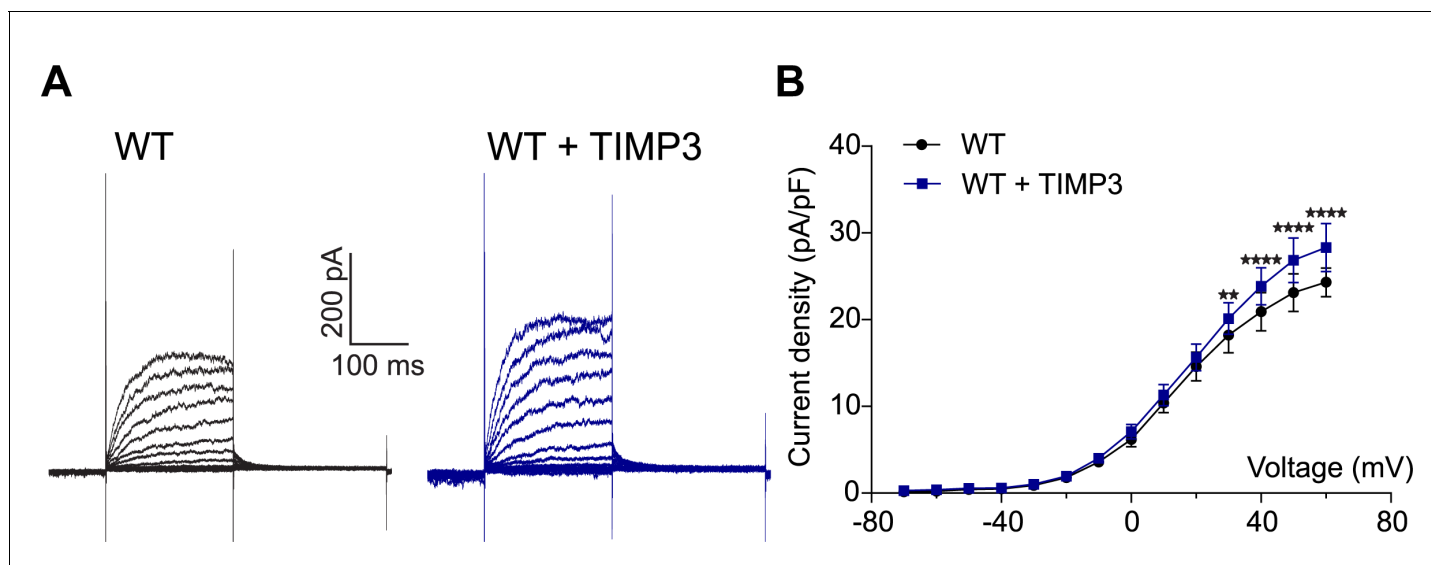 A
WT
WT + TIMP3
200 pA
100 ms
B
WT
WT + TIMP3
Current density (pA/pF)
40
30
20
10
0
★★
★★★★
★★★★
★★★★
Voltage (mV)
-80
-40
0
40
80